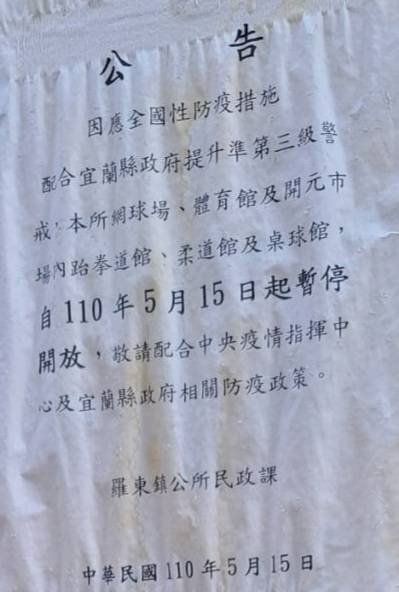 公告
因應全國性防疫措施
配合宜蘭縣政府提升準第三級警
戒，本所網球場、體育館及開元市
場內跆拳道館、柔道館及桌球館，
自110年5月15日起暫停
開放，敬請配合中央疫情指揮中
心及宜蘭縣政府相關防疫政策。
羅東鎮公所民政課
中華民國110年5月15日